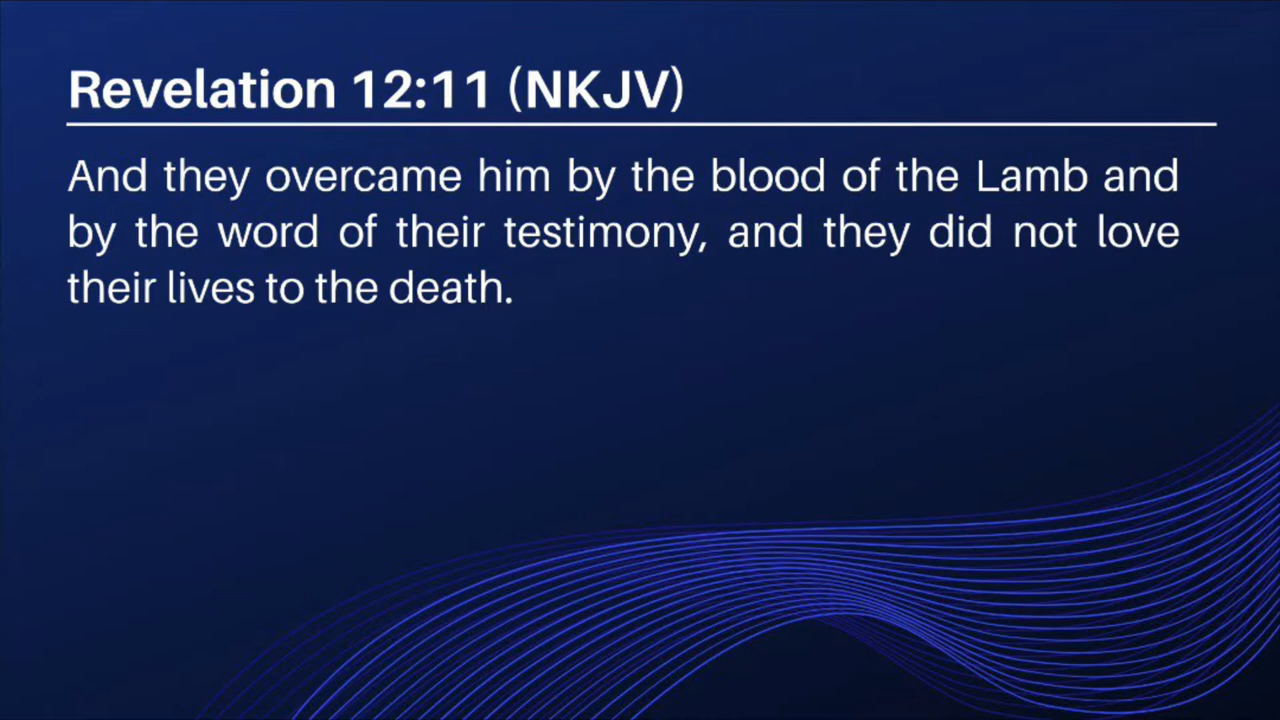 Revelation 12:11 (NKJV)
And they overcame him by the blood of the Lamb and
by the word of their testimony, and they did not love
their lives to the death.